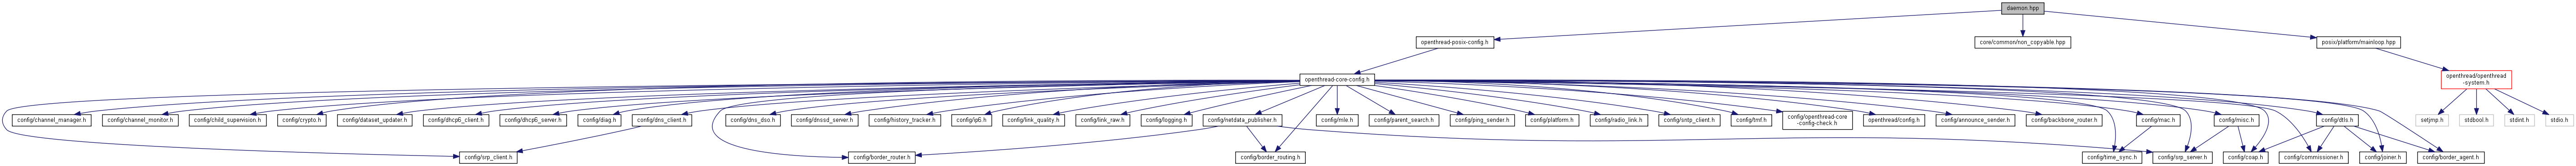 daemon.hpp
openthread-posix-config.h
core/common/non_copyable.hpp
posix/platform/mainloop.hpp
openthread-core-config.h
openthread/openthread
-system.h
config/channel_manager.h
config/channel_monitor.h
config/child_supervision.h
config/crypto.h
config/dataset_updater.h
config/dhcp6_client.h
config/dhcp6_server.h
config/diag.h
config/dns_client.h
config/dns_dso.h
config/dnssd_server.h
config/history_tracker.h
config/ip6.h
config/link_quality.h
config/link_raw.h
config/logging.h
config/netdata_publisher.h
config/mle.h
config/parent_search.h
config/ping_sender.h
config/platform.h
config/radio_link.h
config/sntp_client.h
config/tmf.h
config/openthread-core
-config-check.h
openthread/config.h
config/announce_sender.h
config/backbone_router.h
config/mac.h
config/misc.h
config/dtls.h
setjmp.h
stdbool.h
stdint.h
stdio.h
config/srp_client.h
config/border_router.h
config/border_routing.h
config/time_sync.h
config/srp_server.h
config/coap.h
config/commissioner.h
config/joiner.h
config/border_agent.h